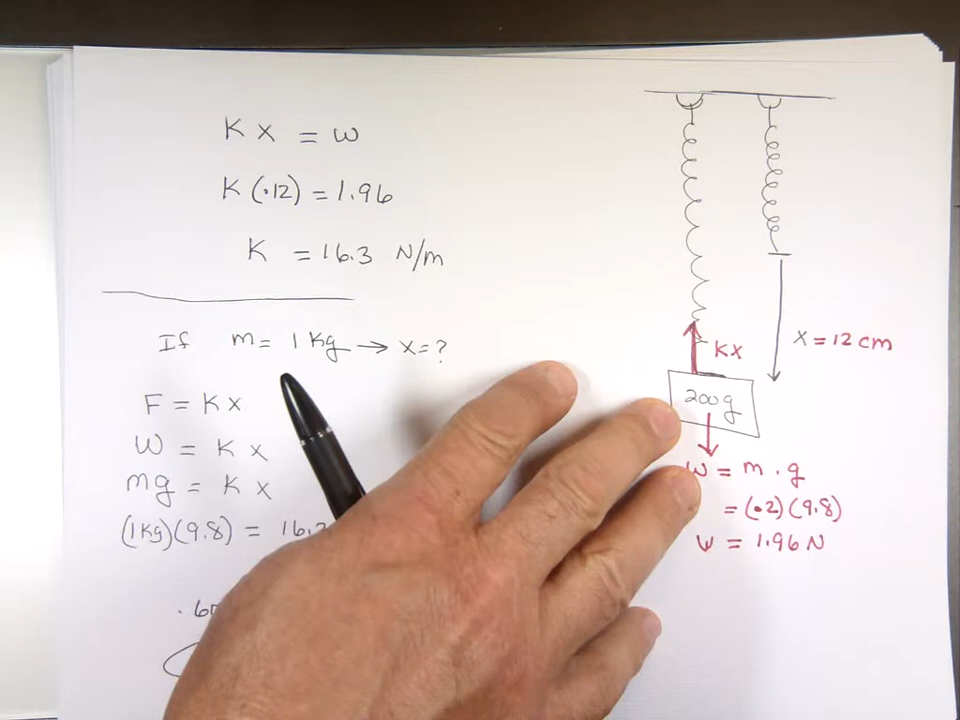 K x = w
K (.12) = 1.96
K = 16.3 N/m
If m = 1 Kg → x = ?
F = K x
W = K x
mg = K x
(1Kg)(9.8) = 16.
x = 12 cm
Kx
200g
w = m . g
= (.2)(9.8)
W = 1.96 N